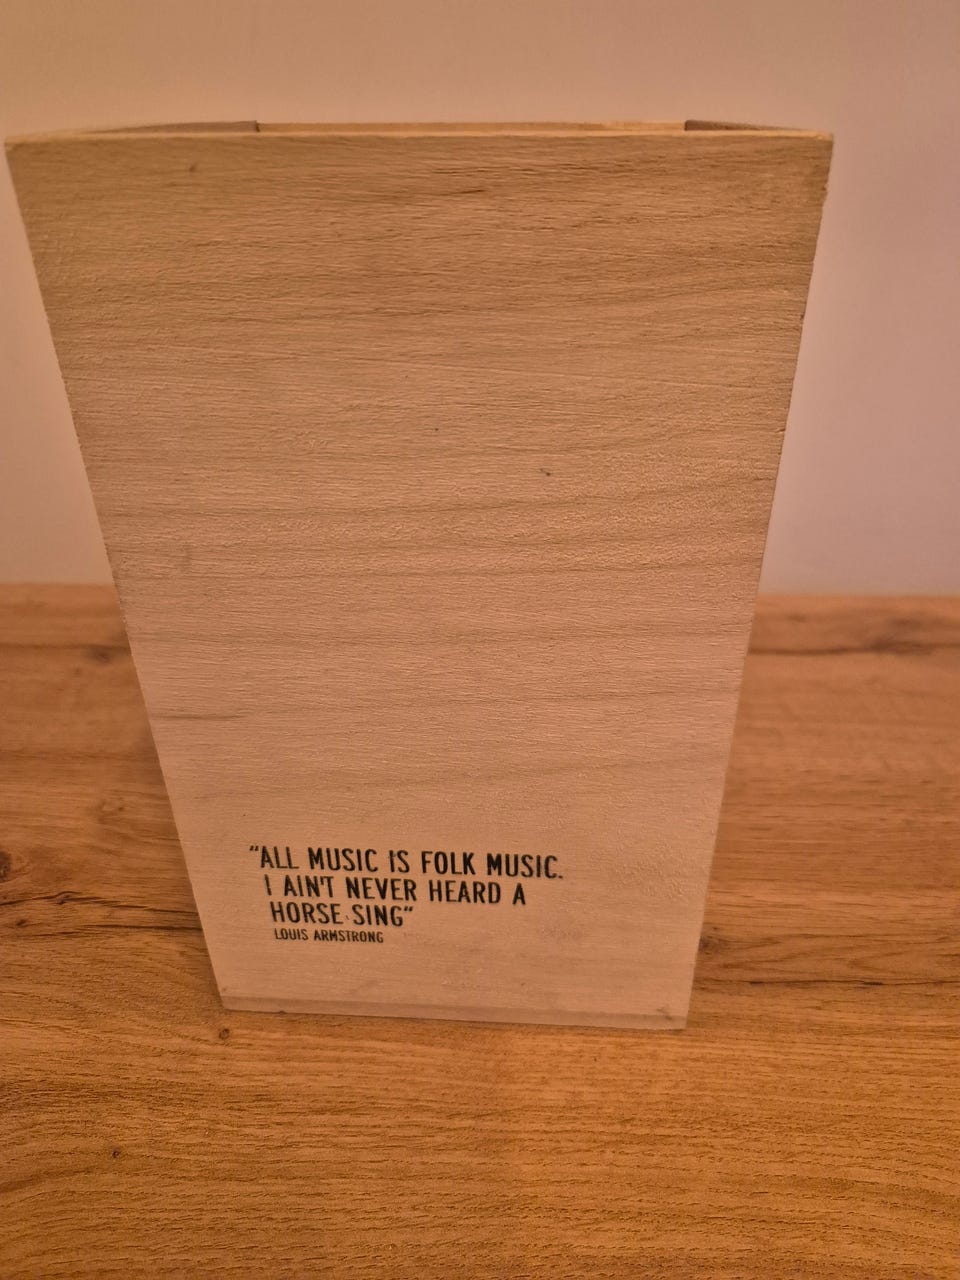 "ALL MUSIC IS FOLK MUSIC.
I AIN'T NEVER HEARD A
HORSE SING"
LOUIS ARMSTRONG